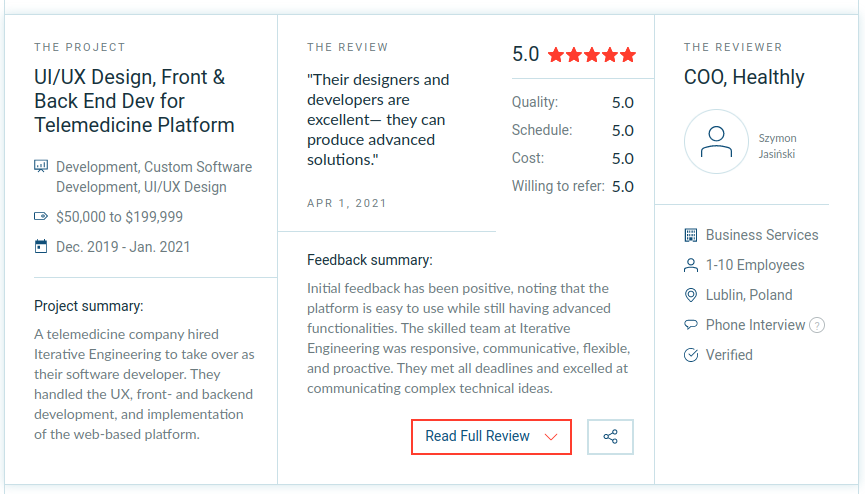 THE PROJECT
UI/UX Design, Front &
Back End Dev for
Telemedicine Platform
Development, Custom Software
Development, UI/UX Design
$50,000 to $199,999
Dec. 2019 - Jan. 2021
Project summary:
A telemedicine company hired
Iterative Engineering to take over as
their software developer. They
handled the UX, front- and backend
development, and implementation
of the web-based platform.
THE REVIEW
"Their designers and
developers are
excellent— they can
produce advanced
solutions."
APR 1, 2021
5.0
Quality: 5.0
Schedule: 5.0
Cost: 5.0
Willing to refer: 5.0
Feedback summary:
Initial feedback has been positive, noting that the
platform is easy to use while still having advanced
functionalities. The skilled team at Iterative
Engineering was responsive, communicative, flexible,
and proactive. They met all deadlines and excelled at
communicating complex technical ideas.
Read Full Review
THE REVIEWER
COO, Healthly
Szymon
Jasiński
Business Services
1-10 Employees
Lublin, Poland
Phone Interview ?
Verified